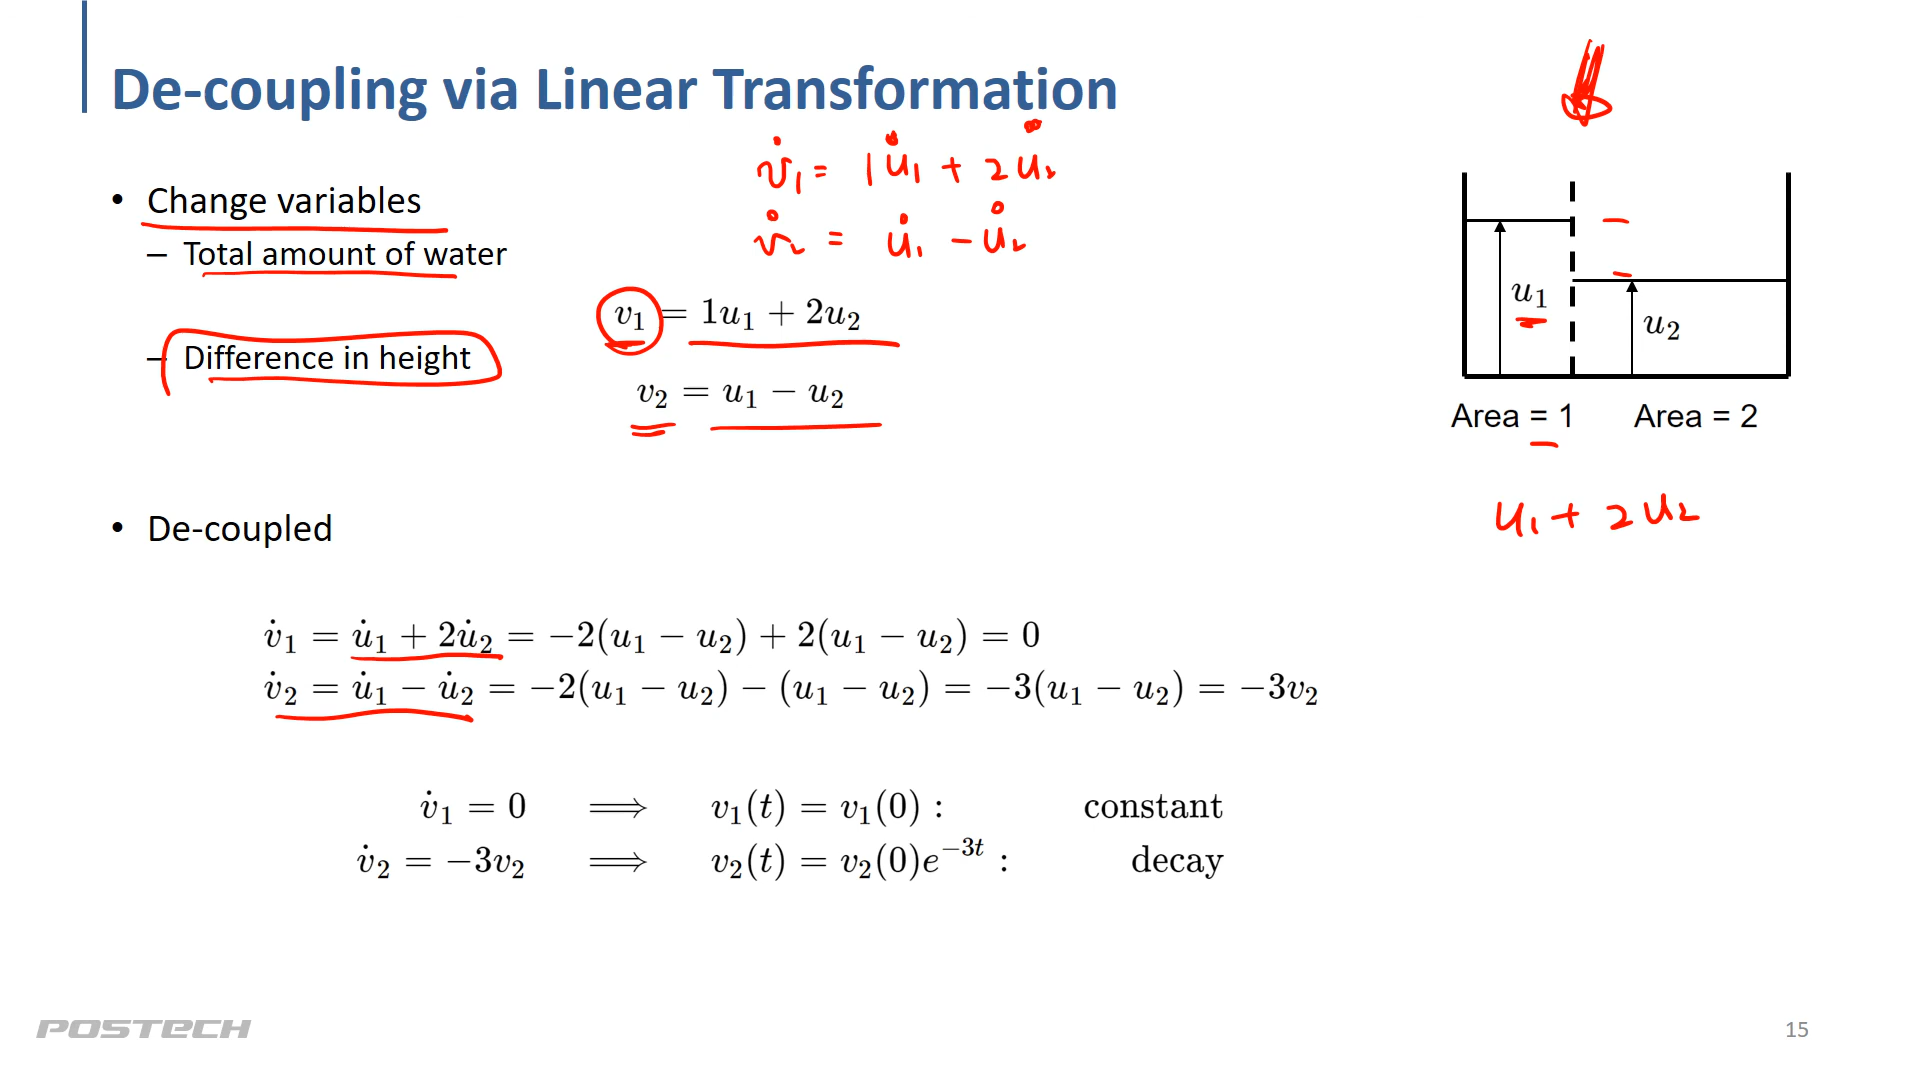 De-coupling via Linear Transformation
v̇₁ = 1u̇₁ + 2u̇₂
v̇₂ = u̇₁ − u̇₂
• Change variables
– Total amount of water
v₁ = 1u₁ + 2u₂
– Difference in height
v₂ = u₁ − u₂
u₁
u₂
Area = 1 Area = 2
u₁ + 2u₂
• De-coupled
v̇₁ = u̇₁ + 2u̇₂ = −2(u₁ − u₂) + 2(u₁ − u₂) = 0
v̇₂ = u̇₁ − u̇₂ = −2(u₁ − u₂) − (u₁ − u₂) = −3(u₁ − u₂) = −3v₂
v̇₁ = 0 ⟹ v₁(t) = v₁(0) : constant
v̇₂ = −3v₂ ⟹ v₂(t) = v₂(0)e⁻³ᵗ : decay
POSTECH
15